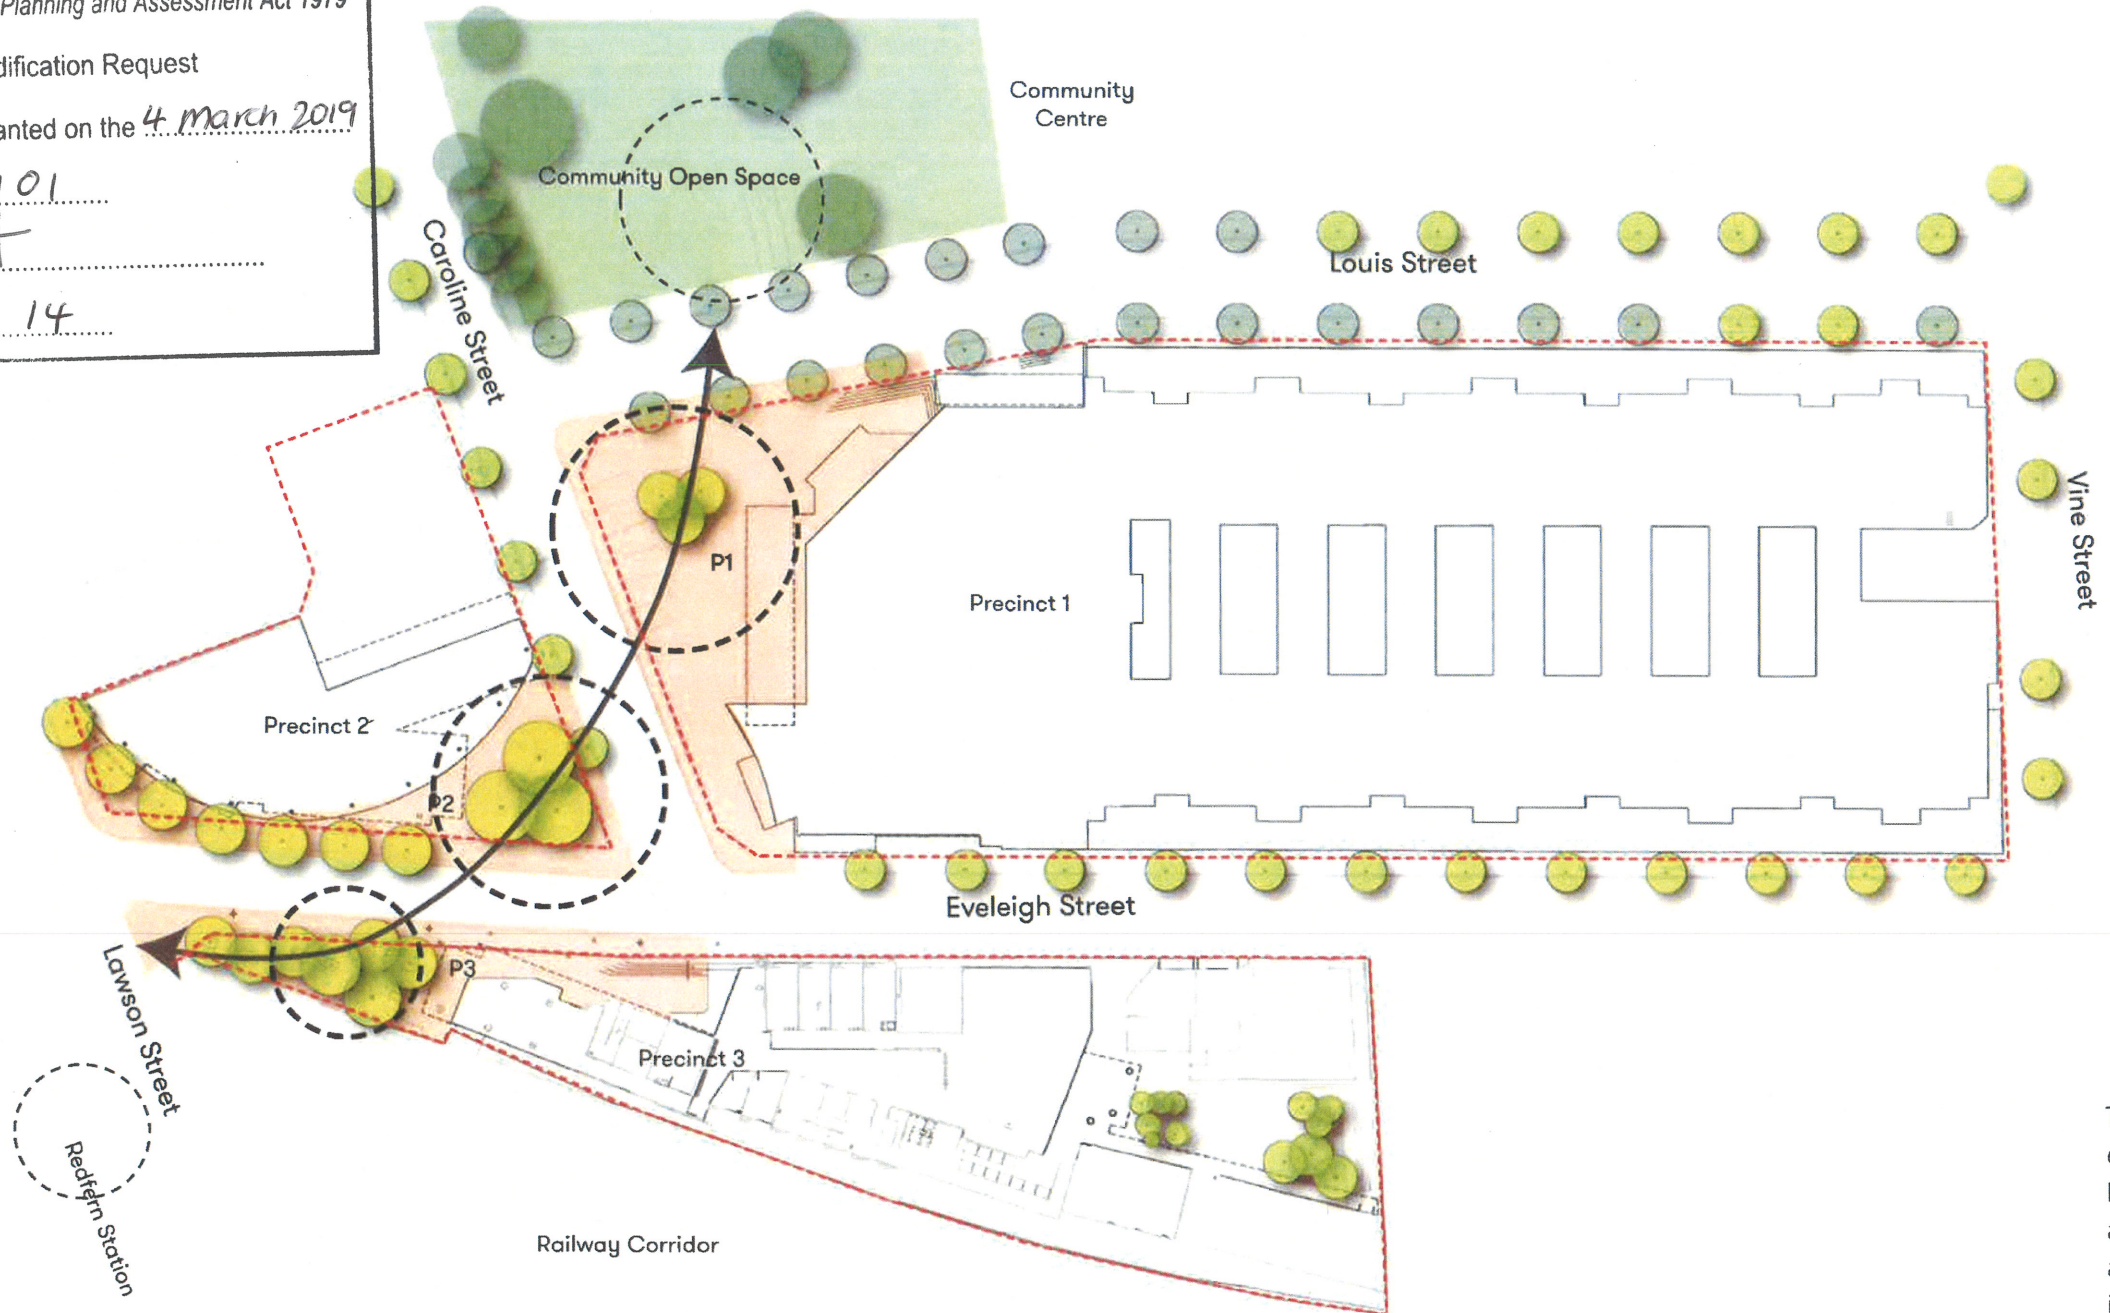 Planning and Assessment Act 1979
dification Request
anted on the 4 March 2019
101
14
Community
Centre
Community Open Space
Caroline Street
Louis Street
Vine Street
P1
Precinct 1
Precinct 2
P2
Eveleigh Street
P3
Lawson Street
Precinct 3
Redfern Station
Railway Corridor